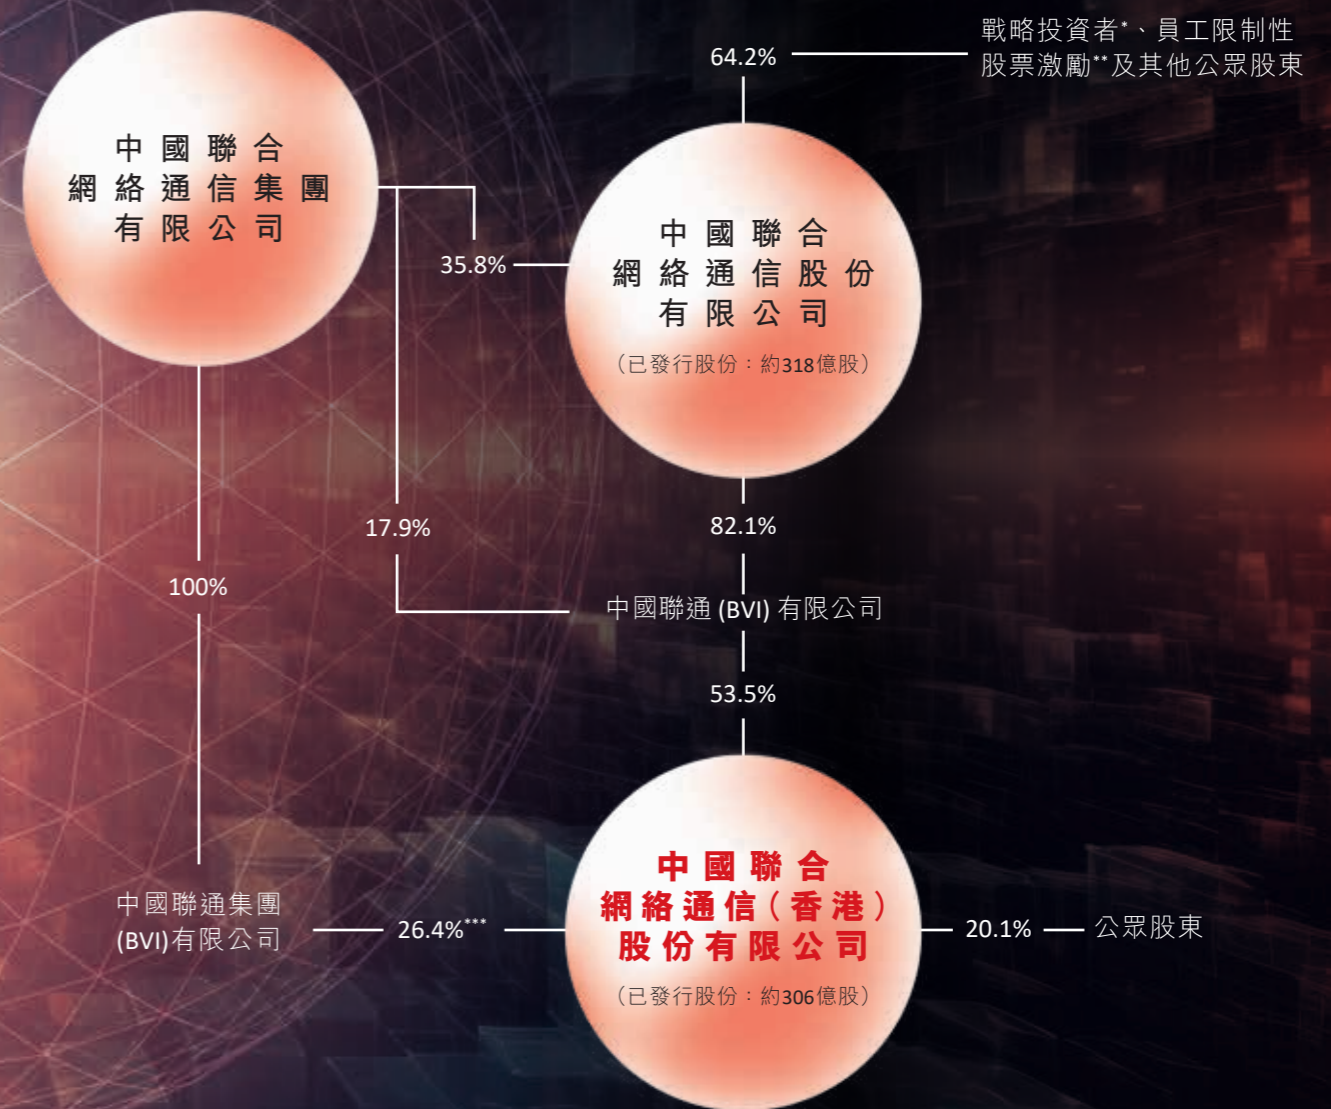 戰略投資者*、員工限制性
股票激勵**及其他公眾股東
64.2%
中國聯合
網絡通信集團
有限公司
35.8%
中國聯合
網絡通信股份
有限公司
（已發行股份：約318億股）
17.9%
82.1%
100%
中國聯通 (BVI) 有限公司
53.5%
中國聯通集團
(BVI)有限公司
26.4%***
中國聯合
網絡通信（香港）
股份有限公司
（已發行股份：約306億股）
20.1%
公眾股東